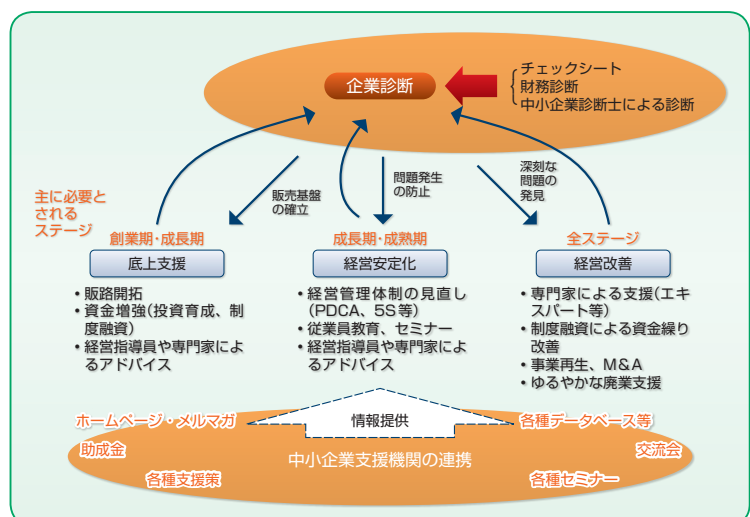 企業診断
チェックシート
財務診断
中小企業診断士による診断
主に必要と
される
ステージ
販売基盤
の確立
問題発生
の防止
深刻な
問題の
発見
創業期・成長期
底上支援
・販路開拓
・資金増強(投資育成、制
度融資)
・経営指導員や専門家によ
るアドバイス
成長期・成熟期
経営安定化
・経営管理体制の見直し
(PDCA、5S等)
・従業員教育、セミナー
・経営指導員や専門家によ
るアドバイス
全ステージ
経営改善
・専門家による支援(エキ
スパート等)
・制度融資による資金繰り
改善
・事業再生、M&A
・ゆるやかな廃業支援
ホームページ・メルマガ
情報提供
各種データベース等
助成金
中小企業支援機関の連携
交流会
各種支援策
各種セミナー